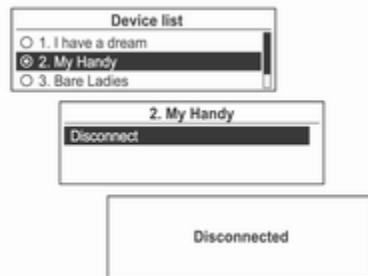 Device list
1. I have a dream
2. My Handy
3. Bare Ladies
2. My Handy
Disconnect
Disconnected